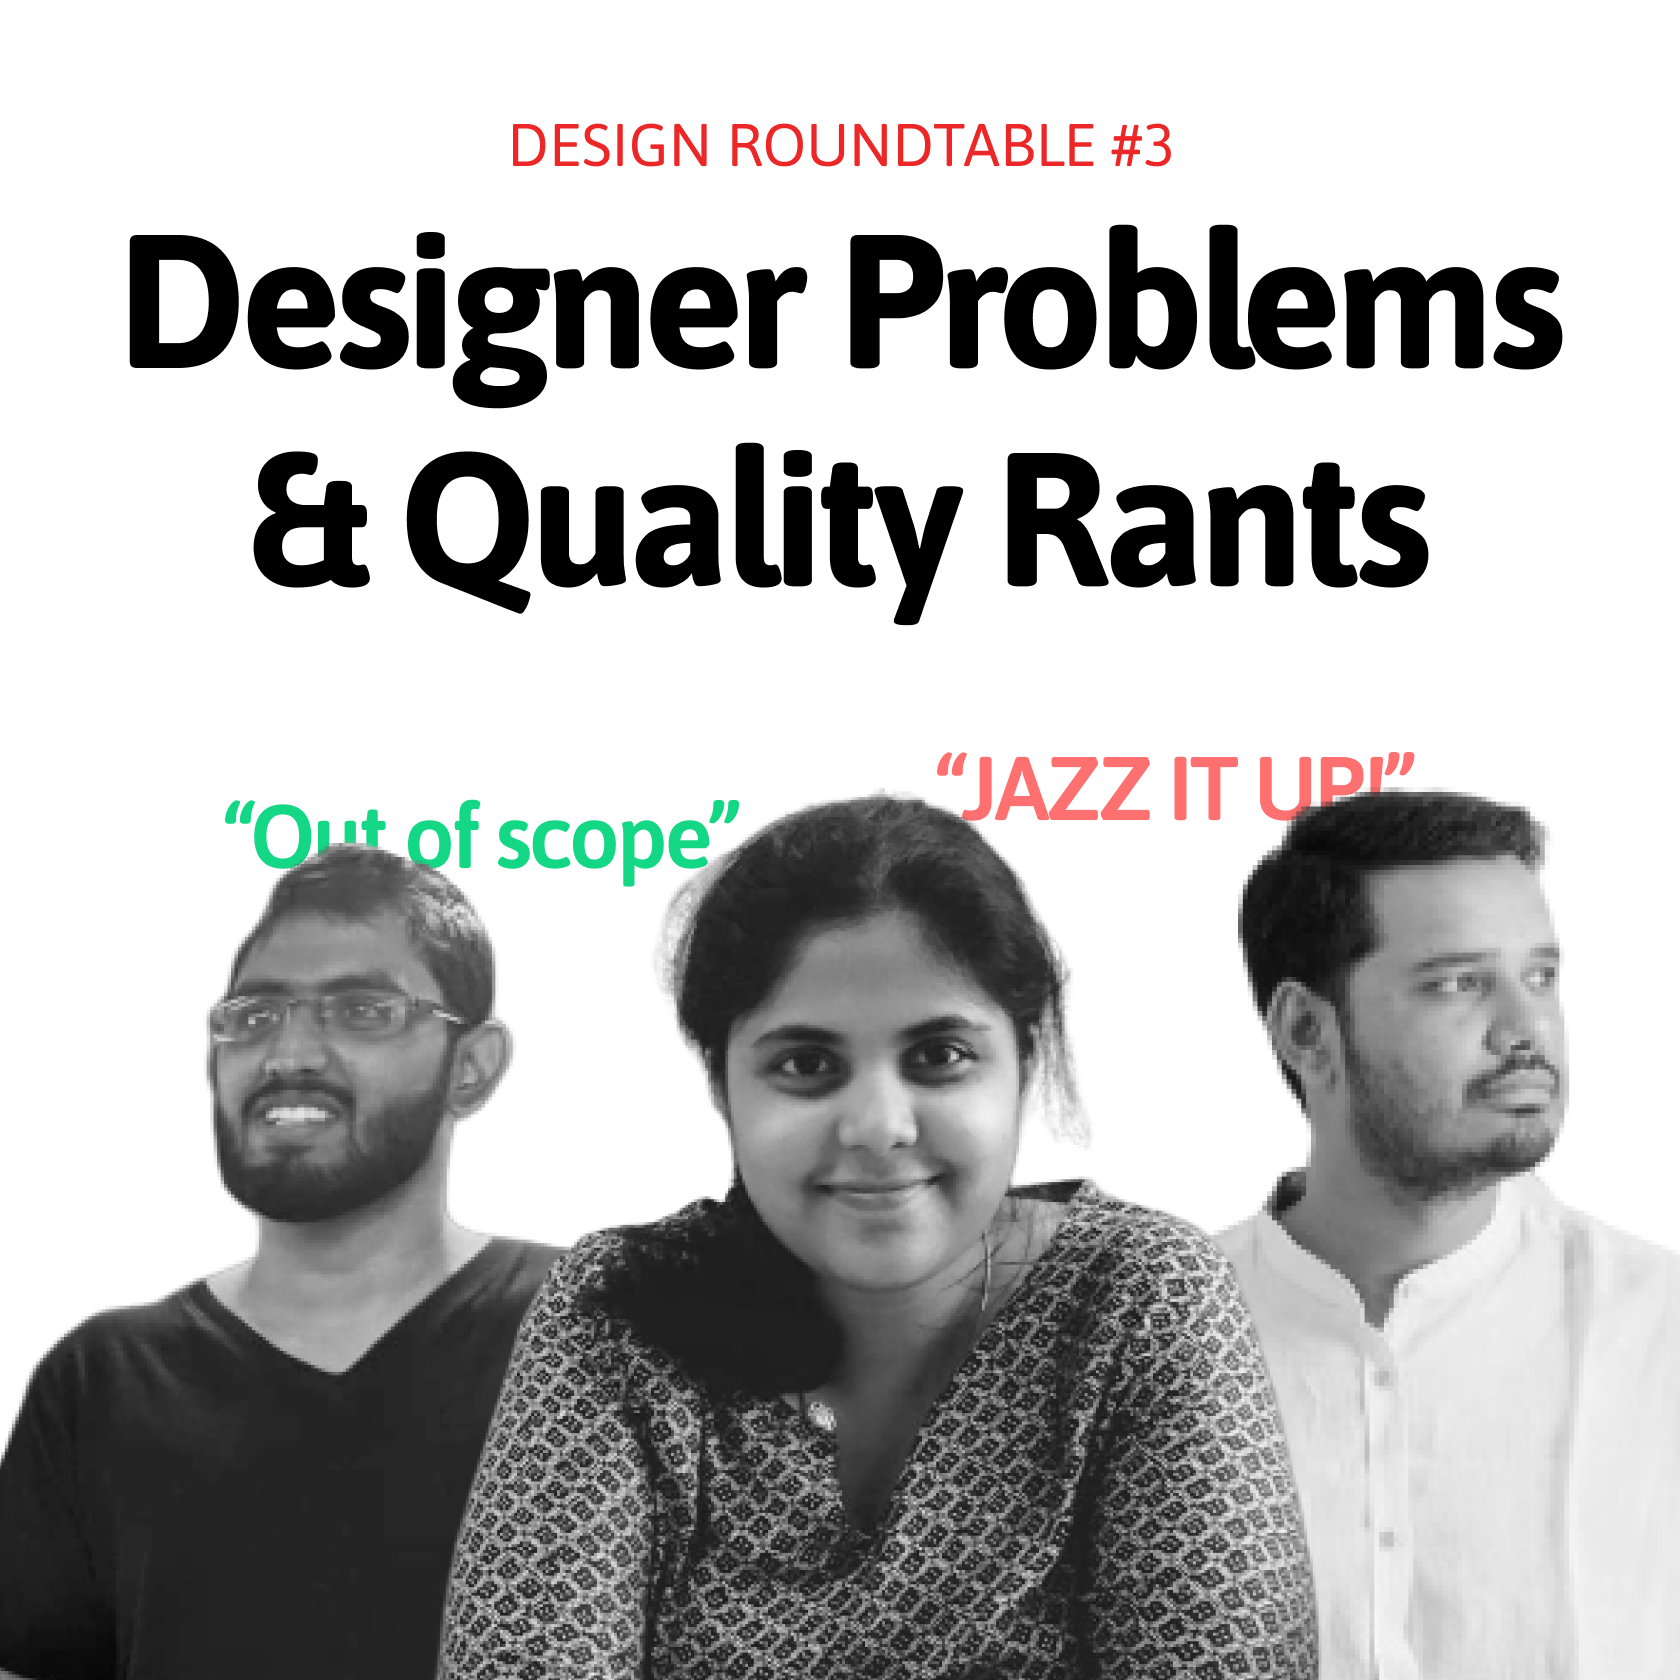 DESIGN ROUNDTABLE #3
Designer Problems
& Quality Rants
“JAZZ IT UP!”
“Out of scope”